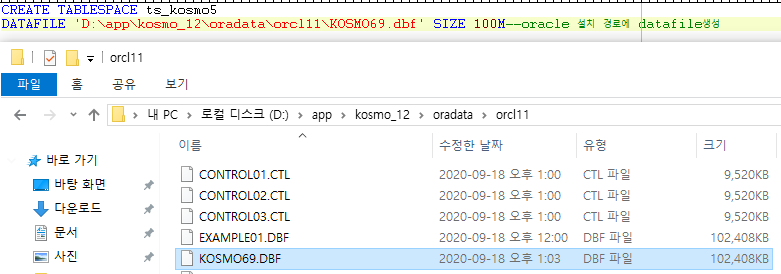 CREATE TABLESPACE ts_kosmo5
DATAFILE 'D:\app\kosmo_12\oradata\orcl11\KOSMO69.dbf' SIZE 100M--oracle 설치 경로에 datafile생성
orcl11
파일 홈 공유 보기
내 PC > 로컬 디스크 (D:) > app > kosmo_12 > oradata > orcl11
이름 수정한 날짜 유형 크기
바로 가기
CONTROL01.CTL 2020-09-18 오후 1:00 CTL 파일 9,520KB
바탕 화면
CONTROL02.CTL 2020-09-18 오후 1:00 CTL 파일 9,520KB
다운로드
CONTROL03.CTL 2020-09-18 오후 1:00 CTL 파일 9,520KB
문서
EXAMPLE01.DBF 2020-09-18 오후 12:00 DBF 파일 102,408KB
사진
KOSMO69.DBF 2020-09-18 오후 1:03 DBF 파일 102,408KB